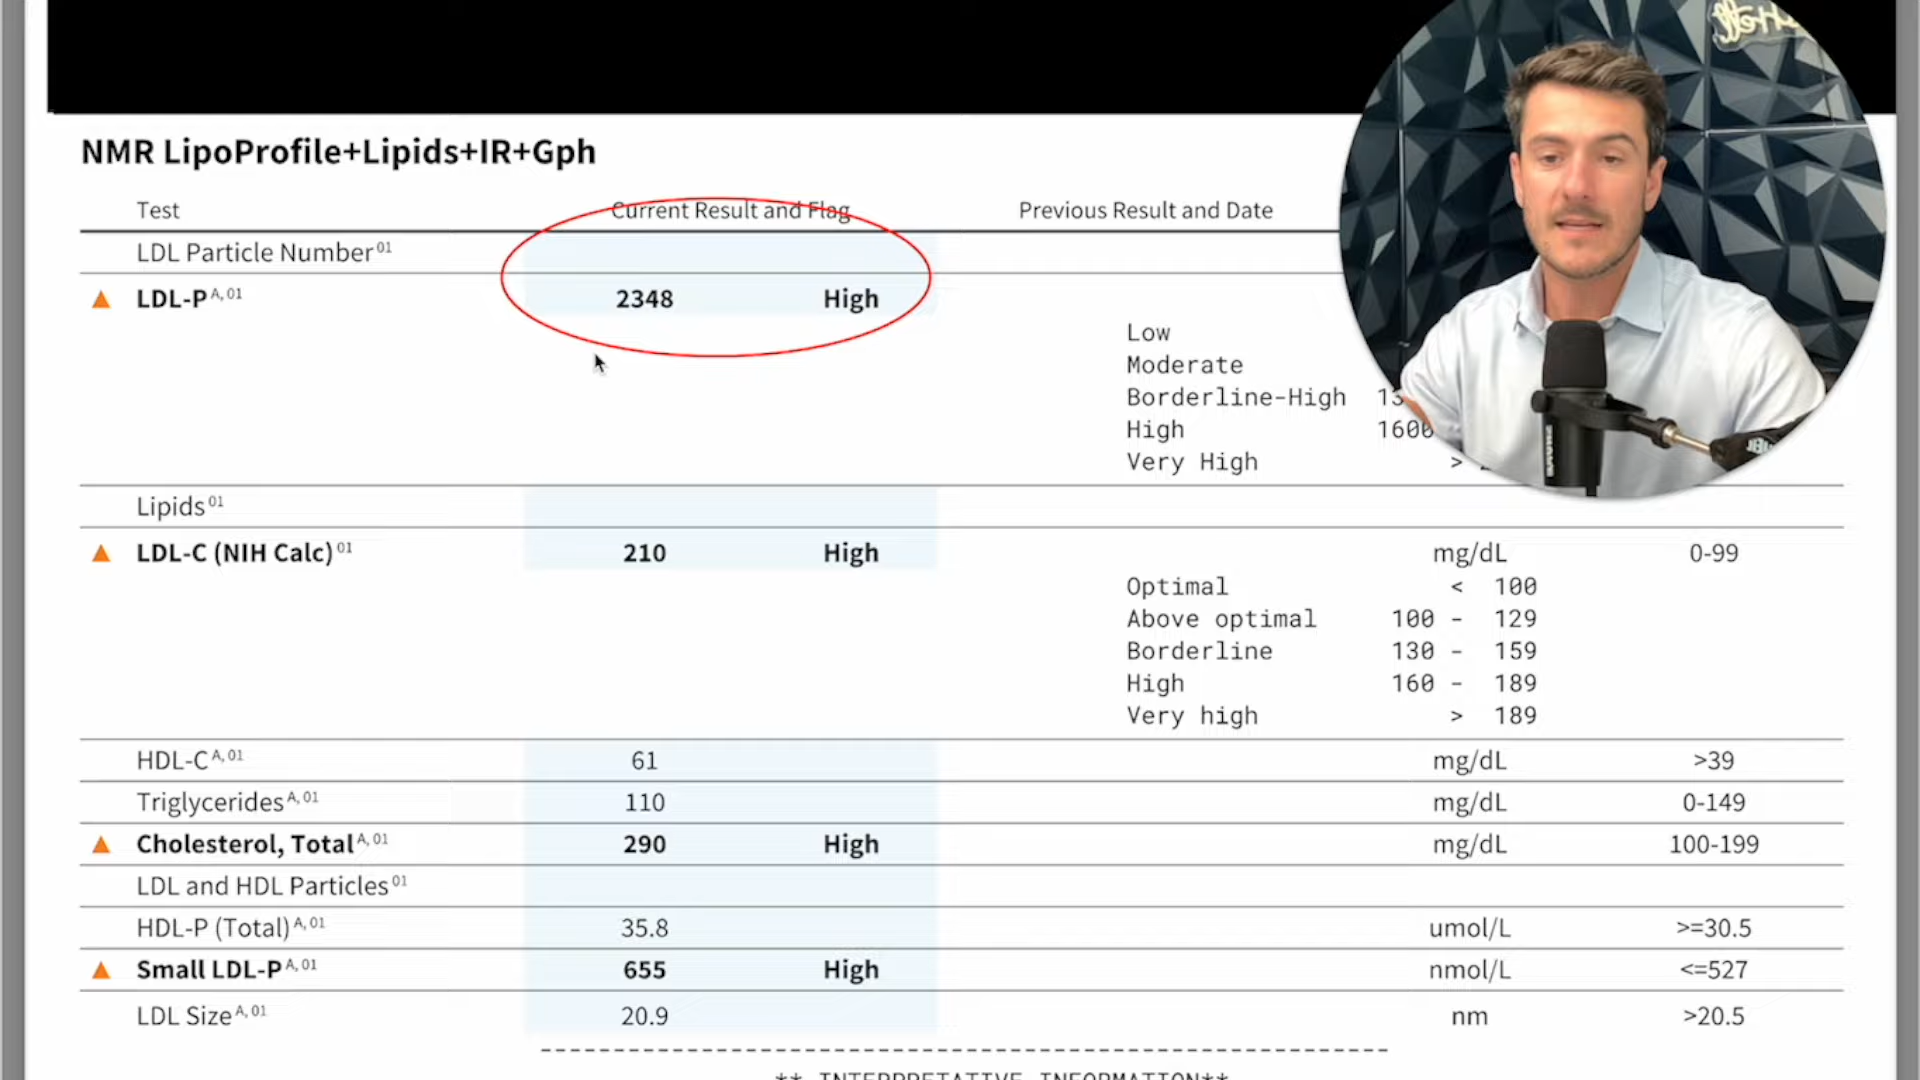 NMR LipoProfile+Lipids+IR+Gph
Test Current Result and Flag Previous Result and Date
LDL Particle Number 01
▲ LDL-P A, 01 2348 High
Low
Moderate
Borderline-High 13
High 1600
Very High >
Lipids 01
▲ LDL-C (NIH Calc) 01 210 High mg/dL 0-99
Optimal < 100
Above optimal 100 - 129
Borderline 130 - 159
High 160 - 189
Very high > 189
HDL-C A, 01 61 mg/dL >39
Triglycerides A, 01 110 mg/dL 0-149
▲ Cholesterol, Total A, 01 290 High mg/dL 100-199
LDL and HDL Particles 01
HDL-P (Total) A, 01 35.8 umol/L >=30.5
▲ Small LDL-P A, 01 655 High nmol/L <=527
LDL Size A, 01 20.9 nm >20.5
** INTERPRETATIVE INFORMATION**